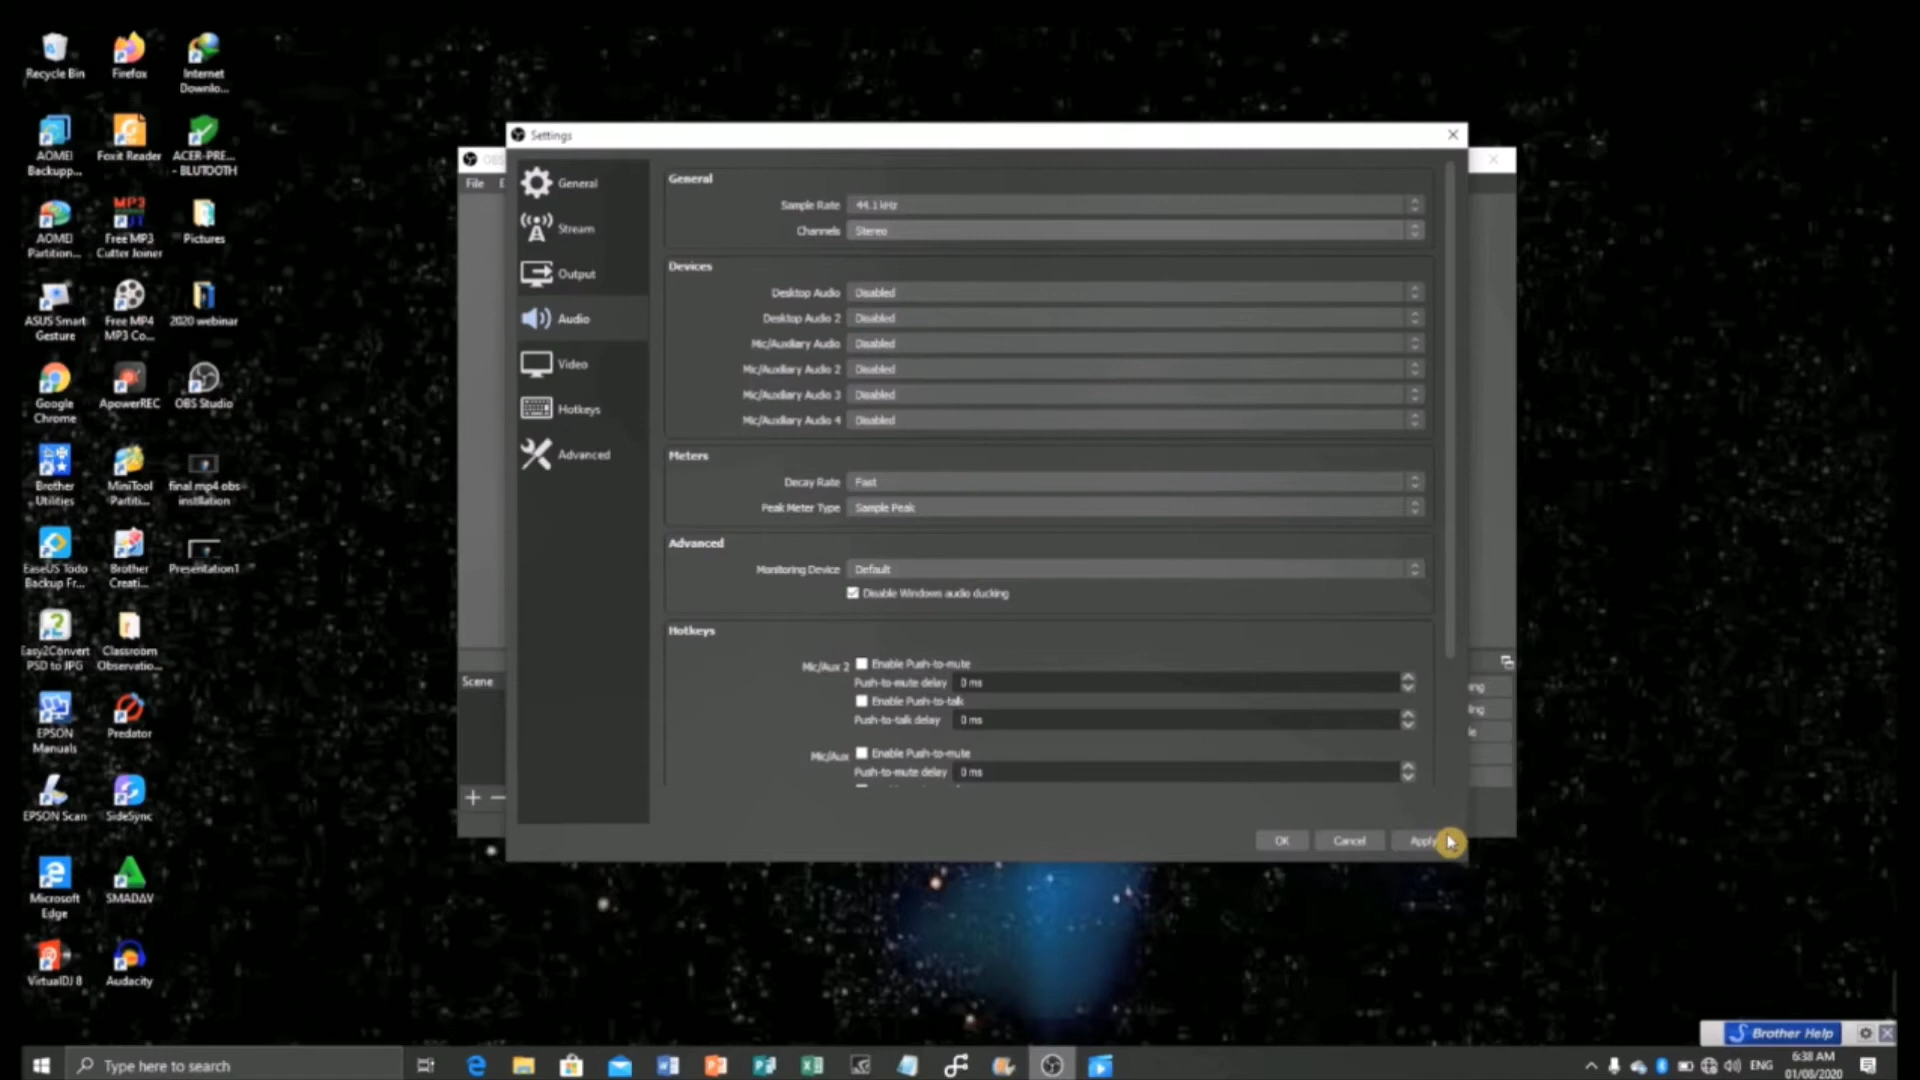 Recycle Bin
Firefox
Internet
Downlo...
AOMEI
Backupp...
Foxit Reader
ACER-PRE...
- BLUTOOTH
AOMEI
Partition...
Free MP3
Cutter Joiner
Pictures
ASUS Smart
Gesture
Free MP4
MP3 Co...
2020 webinar
Google
Chrome
ApowerREC
OBS Studio
Brother
Utilities
MiniTool
Partiti...
final mp4 obs
instllation
EaseUS Todo
Backup Fr...
Brother
Creati...
Presentation1
Easy2Convert
PSD to JPG
Classroom
Observatio...
EPSON
Manuals
Predator
EPSON Scan
SideSync
Microsoft
Edge
SMADAV
VirtualDJ 8
Audacity
OBS
File
Scene
Settings
General
Stream
Output
Audio
Video
Hotkeys
Advanced
General
Sample Rate 44.1 kHz
Channels Stereo
Devices
Desktop Audio Disabled
Desktop Audio 2 Disabled
Mic/Auxiliary Audio Disabled
Mic/Auxiliary Audio 2 Disabled
Mic/Auxiliary Audio 3 Disabled
Mic/Auxiliary Audio 4 Disabled
Meters
Decay Rate Fast
Peak Meter Type Sample Peak
Advanced
Monitoring Device Default
Disable Windows audio ducking
Hotkeys
Mic/Aux 2 Enable Push-to-mute
Push-to-mute delay 0 ms
Enable Push-to-talk
Push-to-talk delay 0 ms
Mic/Aux Enable Push-to-mute
Push-to-mute delay 0 ms
OK Cancel Apply
Brother Help
Type here to search
ENG
6:38 AM
01/08/2020